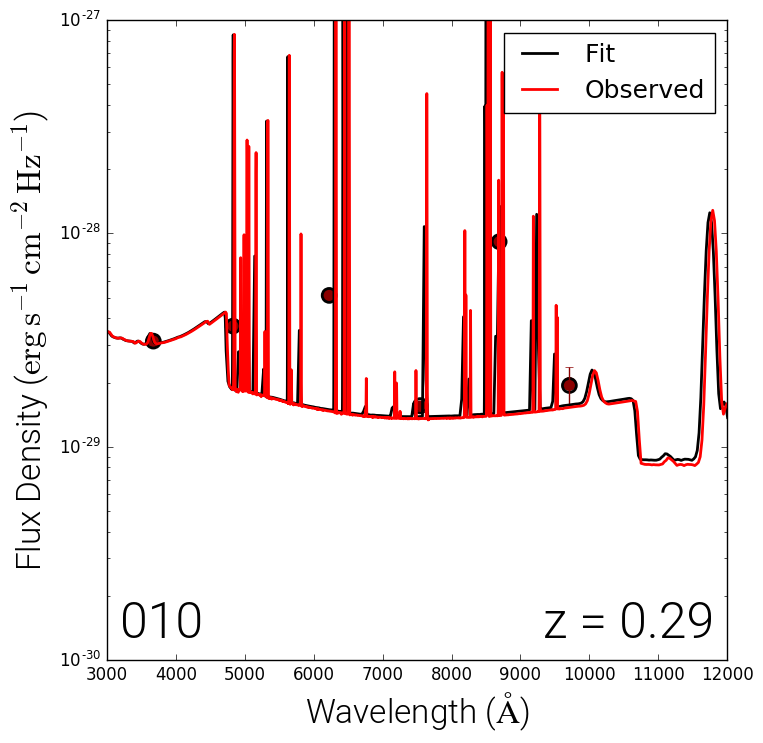 10^{-27}
Fit
Observed
10^{-28}
10^{-29}
10^{-30}
Flux Density (erg s^{-1} cm^{-2} Hz^{-1})
010
z = 0.29
3000 4000 5000 6000 7000 8000 9000 10000 11000 12000
Wavelength (Å)